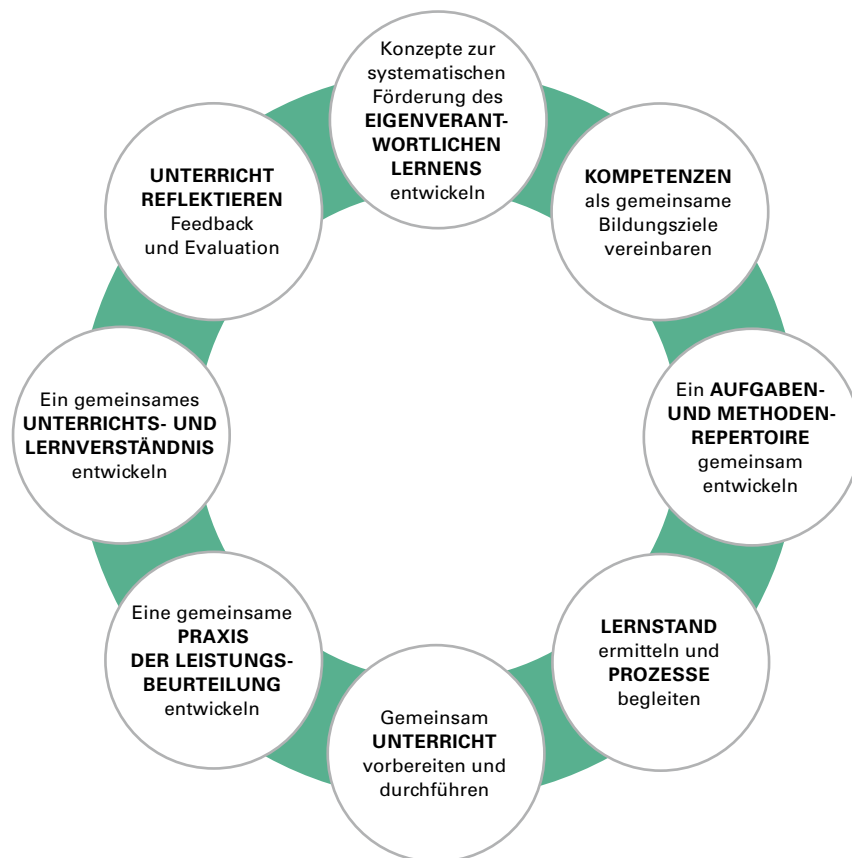 Konzepte zur
systematischen
Förderung des
EIGENVERANT-
WORTLICHEN
LERNENS
entwickeln
KOMPETENZEN
als gemeinsame
Bildungsziele
vereinbaren
Ein AUFGABEN-
UND METHODEN-
REPERTOIRE
gemeinsam
entwickeln
LERNSTAND
ermitteln und
PROZESSE
begleiten
Gemeinsam
UNTERRICHT
vorbereiten und
durchführen
Eine gemeinsame
PRAXIS
DER LEISTUNGS-
BEURTEILUNG
entwickeln
Ein gemeinsames
UNTERRICHTS- UND
LERNVERSTÄNDNIS
entwickeln
UNTERRICHT
REFLEKTIEREN
Feedback
und Evaluation